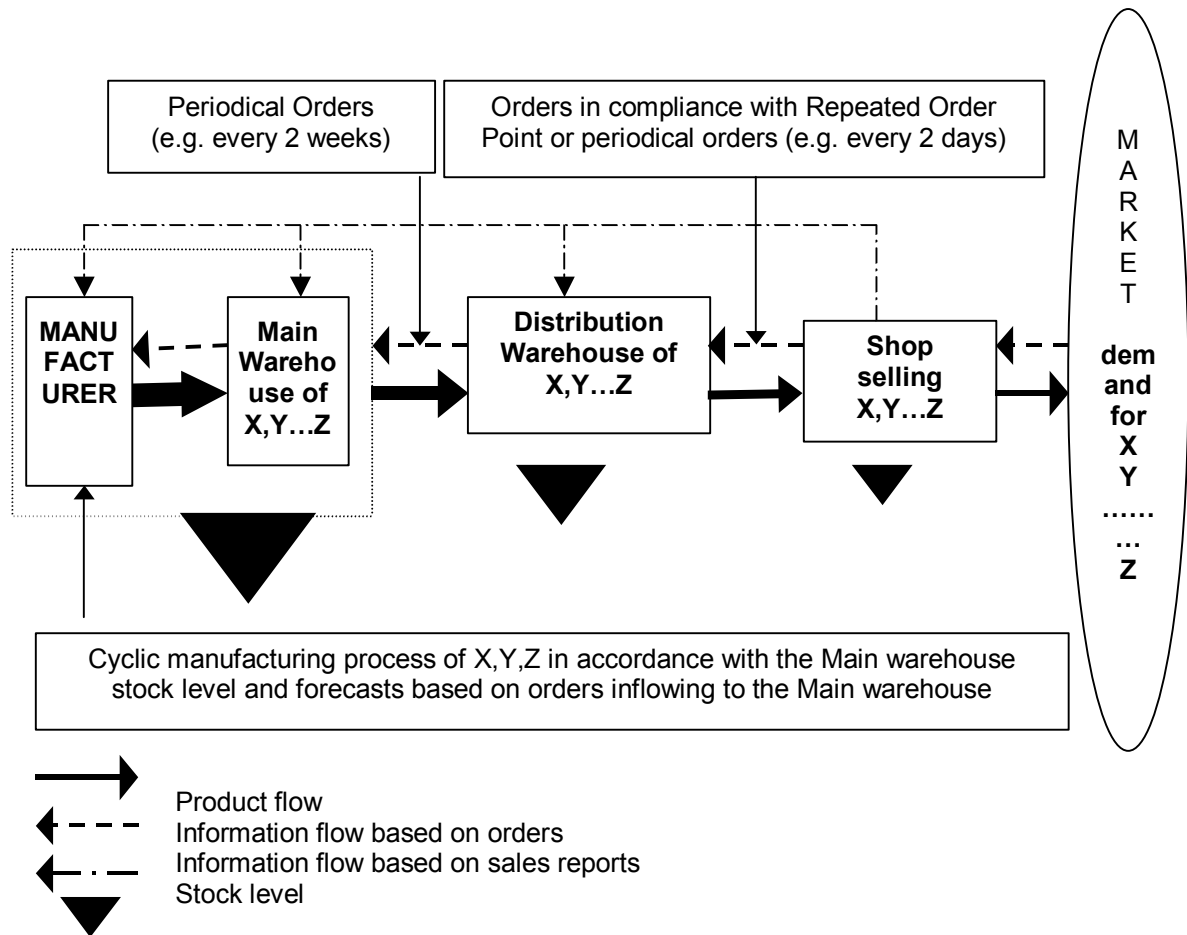 Periodical Orders
(e.g. every 2 weeks)
Orders in compliance with Repeated Order
Point or periodical orders (e.g. every 2 days)
M
A
R
K
E
T
dem
and
for
X
Y
……
…
Z
MANU
FACT
URER
Main
Wareho
use of
X,Y…Z
Distribution
Warehouse of
X,Y…Z
Shop
selling
X,Y…Z
Cyclic manufacturing process of X,Y,Z in accordance with the Main warehouse
stock level and forecasts based on orders inflowing to the Main warehouse
Product flow
Information flow based on orders
Information flow based on sales reports
Stock level